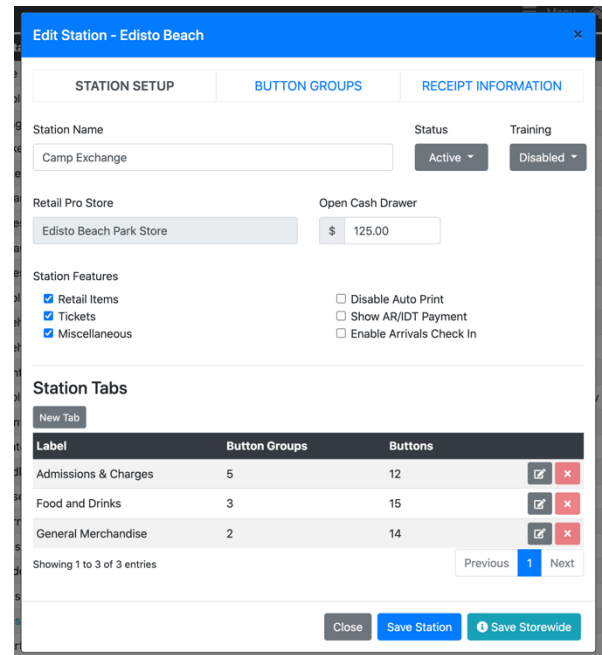 Menu
Edit Station - Edisto Beach ×
STATION SETUP BUTTON GROUPS RECEIPT INFORMATION
Station Name Status Training
Camp Exchange Active Disabled
Retail Pro Store Open Cash Drawer
Edisto Beach Park Store $ 125.00
Station Features
Retail Items Disable Auto Print
Tickets Show AR/IDT Payment
Miscellaneous Enable Arrivals Check In
Station Tabs
New Tab
Label Button Groups Buttons
Admissions & Charges 5 12
Food and Drinks 3 15
General Merchandise 2 14
Showing 1 to 3 of 3 entries Previous 1 Next
Close Save Station Save Storewide